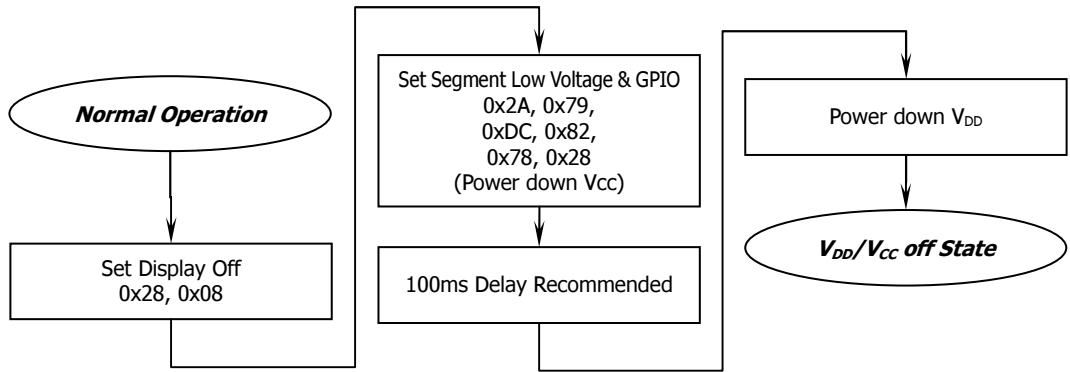 Normal Operation
Set Display Off
0x28, 0x08
Set Segment Low Voltage & GPIO
0x2A, 0x79,
0xDC, 0x82,
0x78, 0x28
(Power down Vcc)
100ms Delay Recommended
Power down VDD
VDD/VCC off State